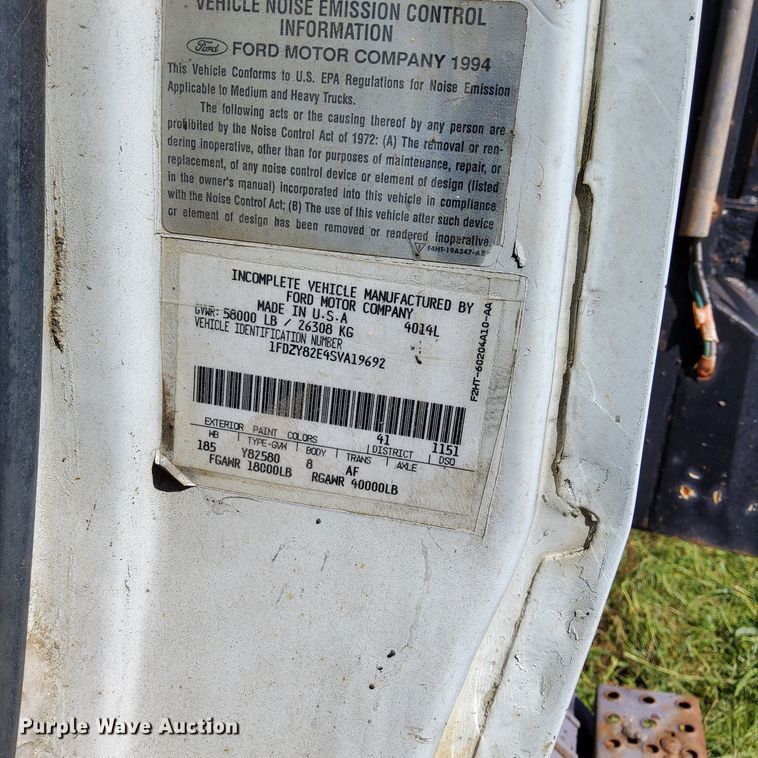 VEHICLE NOISE EMISSION CONTROL
INFORMATION
Ford FORD MOTOR COMPANY 1994
This Vehicle Conforms to U.S. EPA Regulations for Noise Emission
Applicable to Medium and Heavy Trucks.
The following acts or the causing thereof by any person are
prohibited by the Noise Control Act of 1972: (A) The removal or ren-
dering inoperative, other than for purposes of maintenance, repair, or
replacement, of any noise control device or element of design (listed
in the owner's manual) incorporated into this vehicle in compliance
with the Noise Control Act; (B) The use of this vehicle after such device
or element of design has been removed or rendered inoperative.
INCOMPLETE VEHICLE MANUFACTURED BY
FORD MOTOR COMPANY
MADE IN U.S.A
GVWR: 58000 LB / 26308 KG 4014L
VEHICLE IDENTIFICATION NUMBER
1FDZY82E4SVA19692
F2HT-60204A10-AA
EXTERIOR PAINT COLORS 41 1151
WB TYPE-GVW BODY TRANS AXLE DISTRICT DSO
185 Y82580 8 AF
FGAWR 18000LB RGAWR 40000LB
Purple Wave Auction